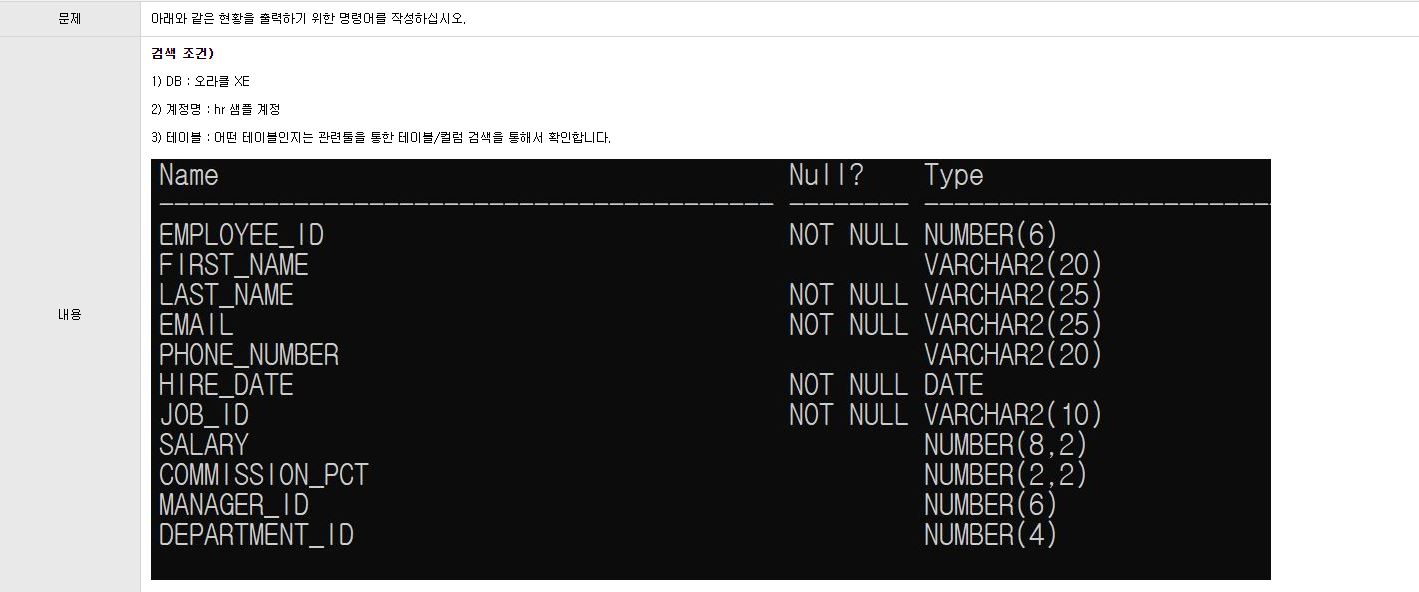 문제
아래와 같은 현황을 출력하기 위한 명령어를 작성하십시오.
내용
검색 조건)
1) DB : 오라클 XE
2) 계정명 : hr 샘플 계정
3) 테이블 : 어떤 테이블인지는 관련툴을 통한 테이블/컬럼 검색을 통해서 확인합니다.
Name Null? Type
----------------------------------------- -------- -----------------------
EMPLOYEE_ID NOT NULL NUMBER(6)
FIRST_NAME VARCHAR2(20)
LAST_NAME NOT NULL VARCHAR2(25)
EMAIL NOT NULL VARCHAR2(25)
PHONE_NUMBER VARCHAR2(20)
HIRE_DATE NOT NULL DATE
JOB_ID NOT NULL VARCHAR2(10)
SALARY NUMBER(8,2)
COMMISSION_PCT NUMBER(2,2)
MANAGER_ID NUMBER(6)
DEPARTMENT_ID NUMBER(4)